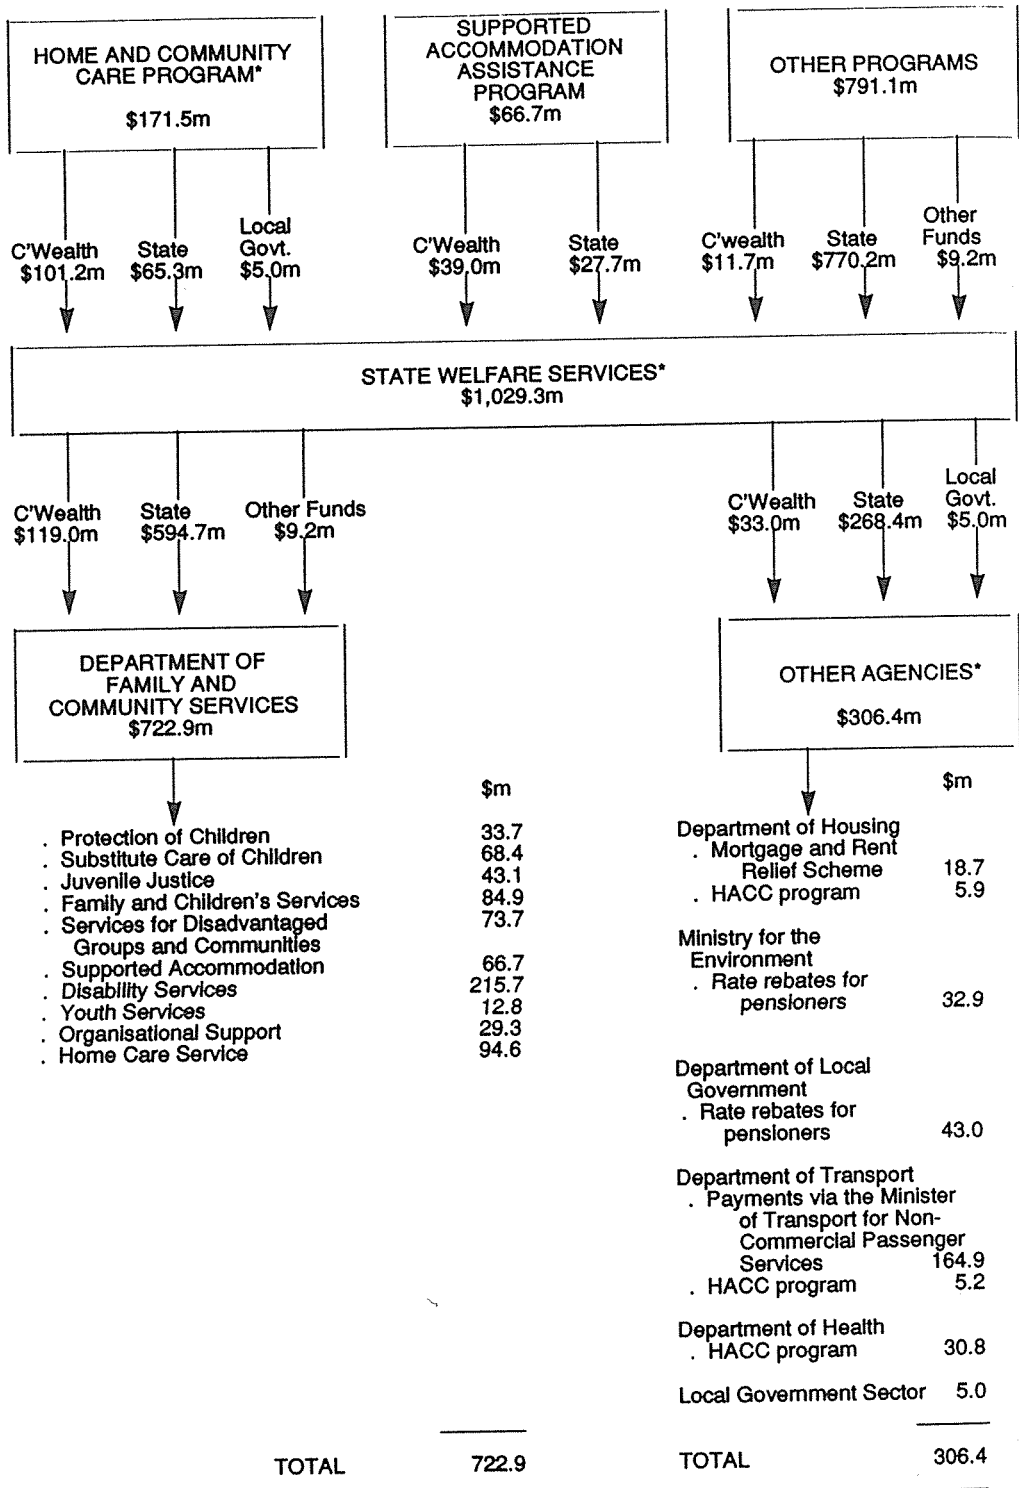 HOME AND COMMUNITY
CARE PROGRAM*
$171.5m
SUPPORTED
ACCOMMODATION
ASSISTANCE
PROGRAM
$66.7m
OTHER PROGRAMS
$791.1m
C'Wealth
$101.2m
State
$65.3m
Local
Govt.
$5.0m
C'Wealth
$39.0m
State
$27.7m
C'wealth
$11.7m
State
$770.2m
Other
Funds
$9.2m
STATE WELFARE SERVICES*
$1,029.3m
C'Wealth
$119.0m
State
$594.7m
Other Funds
$9.2m
C'Wealth
$33.0m
State
$268.4m
Local
Govt.
$5.0m
DEPARTMENT OF
FAMILY AND
COMMUNITY SERVICES
$722.9m
OTHER AGENCIES*
$306.4m
$m
. Protection of Children 33.7
. Substitute Care of Children 68.4
. Juvenile Justice 43.1
. Family and Children's Services 84.9
. Services for Disadvantaged 73.7
Groups and Communities
. Supported Accommodation 66.7
. Disability Services 215.7
. Youth Services 12.8
. Organisational Support 29.3
. Home Care Service 94.6
TOTAL 722.9
$m
Department of Housing
. Mortgage and Rent
Relief Scheme 18.7
. HACC program 5.9
Ministry for the
Environment
. Rate rebates for
pensioners 32.9
Department of Local
Government
. Rate rebates for
pensioners 43.0
Department of Transport
. Payments via the Minister
of Transport for Non-
Commercial Passenger
Services 164.9
. HACC program 5.2
Department of Health
. HACC program 30.8
Local Government Sector 5.0
TOTAL 306.4